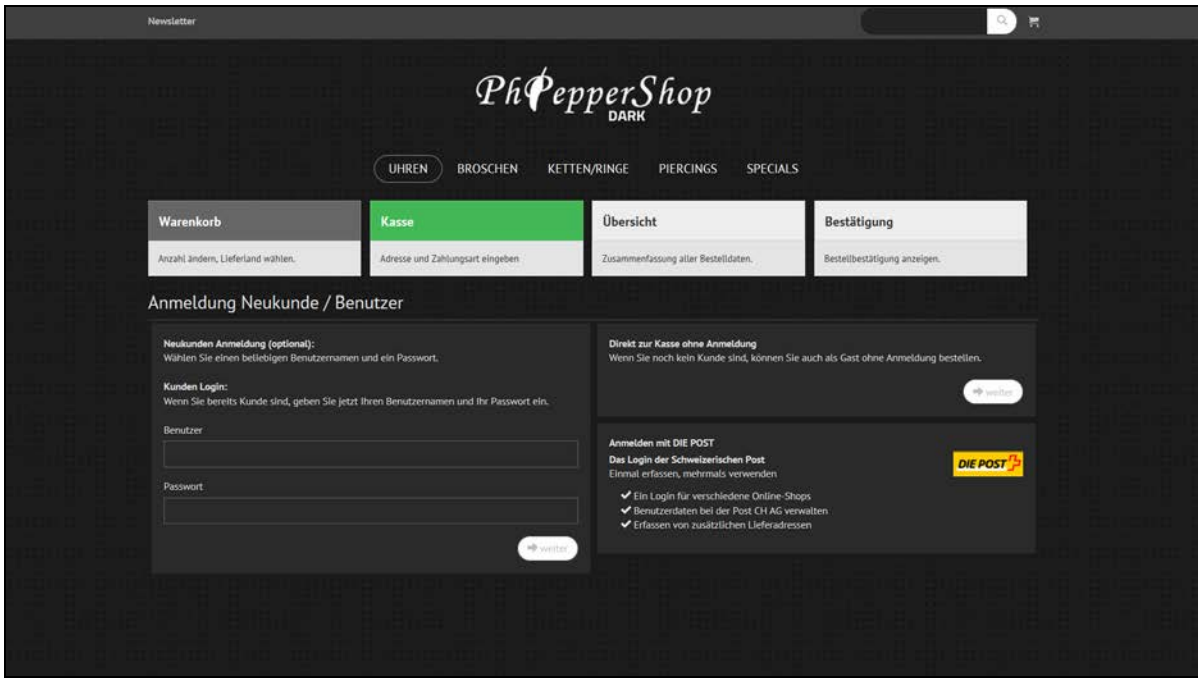 Newsletter
PhPepperShop
DARK
UHREN BROSCHEN KETTEN/RINGE PIERCINGS SPECIALS
Warenkorb
Anzahl ändern, Lieferland wählen.
Kasse
Adresse und Zahlungsart eingeben
Übersicht
Zusammenfassung aller Bestelldaten.
Bestätigung
Bestellbestätigung anzeigen.
Anmeldung Neukunde / Benutzer
Neukunden Anmeldung (optional):
Wählen Sie einen beliebigen Benutzernamen und ein Passwort.
Kunden Login:
Wenn Sie bereits Kunde sind, geben Sie jetzt Ihren Benutzernamen und Ihr Passwort ein.
Benutzer
Passwort
weiter
Direkt zur Kasse ohne Anmeldung
Wenn Sie noch kein Kunde sind, können Sie auch als Gast ohne Anmeldung bestellen.
weiter
Anmelden mit DIE POST
Das Login der Schweizerischen Post
Einmal erfassen, mehrmals verwenden
DIE POST
Ein Login für verschiedene Online-Shops
Benutzerdaten bei der Post CH AG verwalten
Erfassen von zusätzlichen Lieferadressen